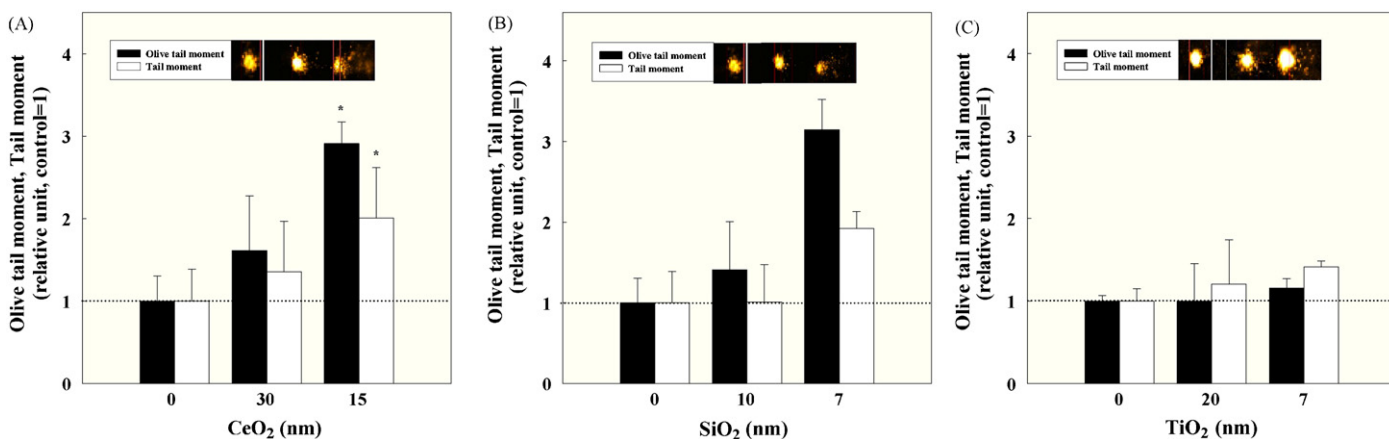 (A)
Olive tail moment, Tail moment
(relative unit, control=1)
4
3
2
1
0
Olive tail moment
Tail moment
*
*
0 30 15
CeO₂ (nm)
(B)
Olive tail moment, Tail moment
(relative unit, control=1)
4
3
2
1
0
Olive tail moment
Tail moment
0 10 7
SiO₂ (nm)
(C)
Olive tail moment, Tail moment
(relative unit, control=1)
4
3
2
1
0
Olive tail moment
Tail moment
0 20 7
TiO₂ (nm)